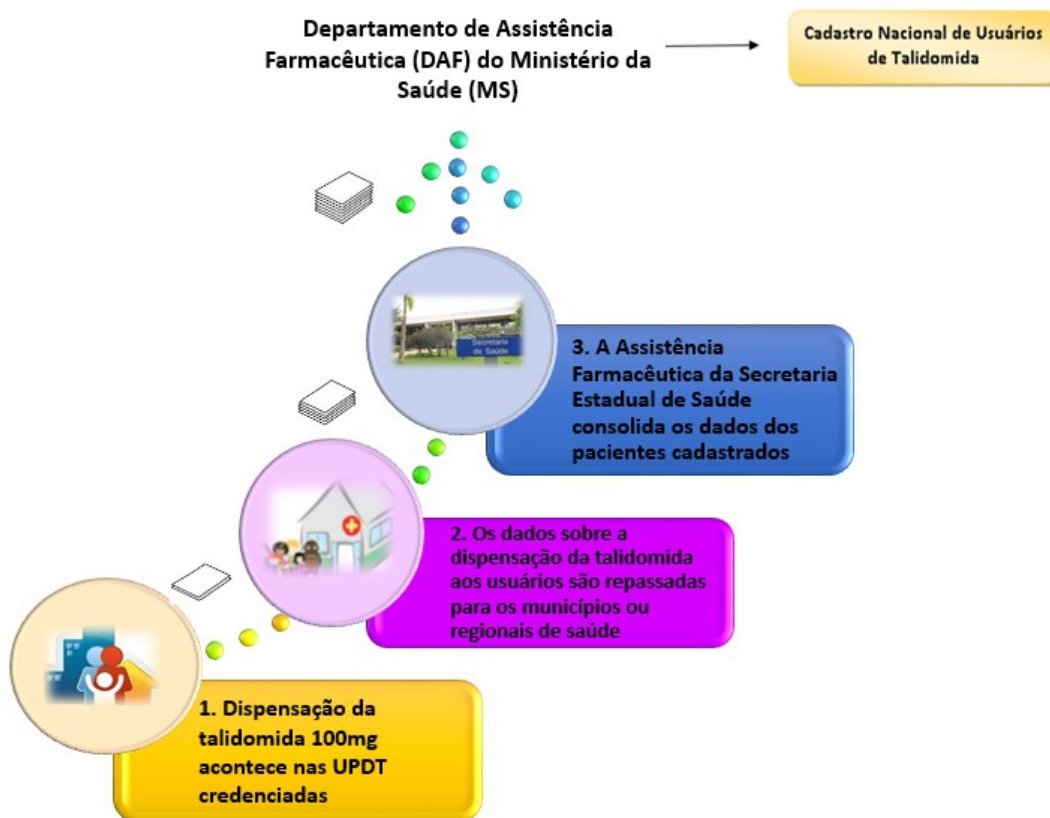 Departamento de Assistência
Farmacêutica (DAF) do Ministério da
Saúde (MS)
Cadastro Nacional de Usuários
de Talidomida
Secretaria
de Saúde
3. A Assistência
Farmacêutica da Secretaria
Estadual de Saúde
consolida os dados dos
pacientes cadastrados
2. Os dados sobre a
dispensação da talidomida
aos usuários são repassadas
para os municípios ou
regionais de saúde
1. Dispensação da
talidomida 100mg
acontece nas UPDT
credenciadas